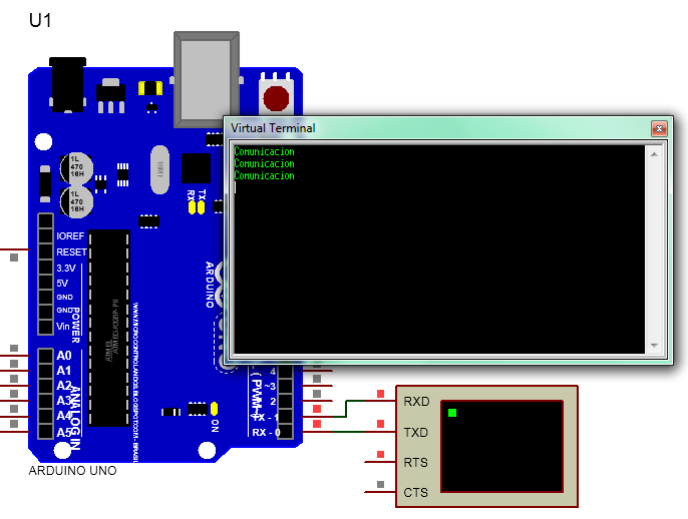 U1
Virtual Terminal
Comunicacion
Comunicacion
Comunicacion
1L
470
16H
1L
470
16H
TX
RX
IOREF
RESET
3.3V
5V
GND
GND
Vin
POWER
ARDUINO
A0
A1
A2
A3
A4
A5
ANALOG IN
4
~3
2
TX - 1
RX - 0
ON
ARDUINO UNO
RXD
TXD
RTS
CTS